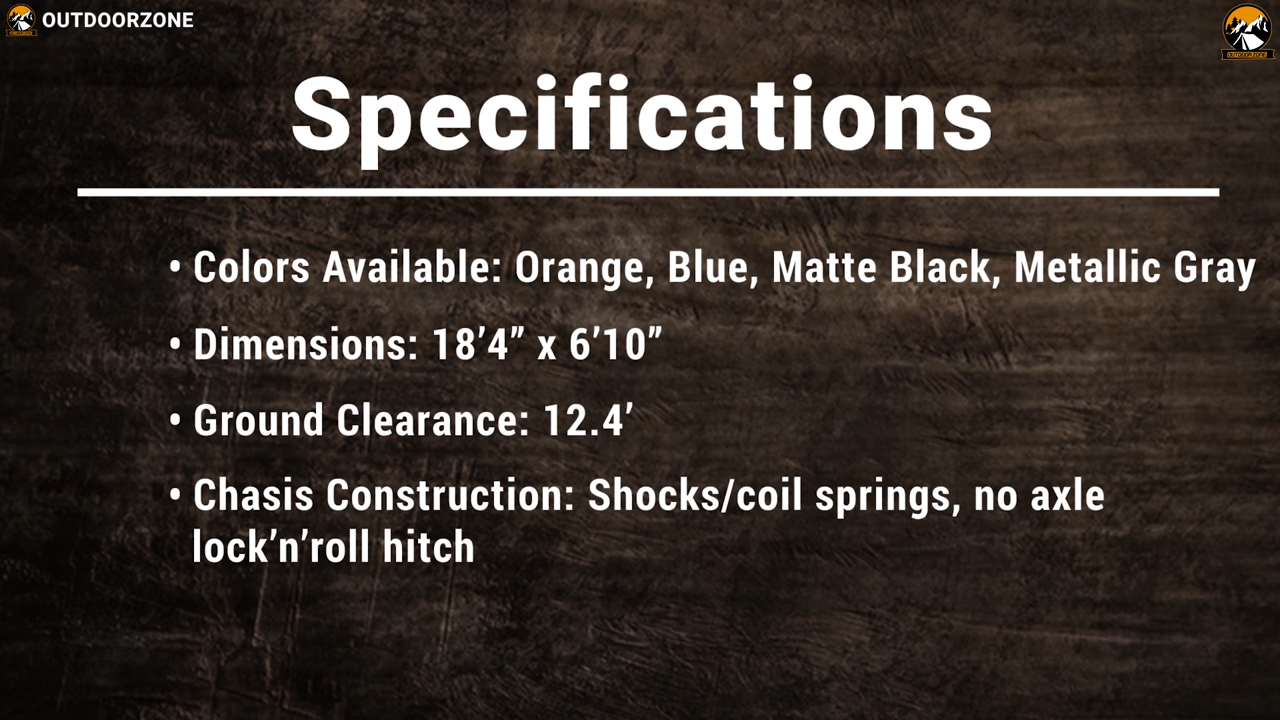 OUTDOORZONE
OUTDOORZONE
Specifications
• Colors Available: Orange, Blue, Matte Black, Metallic Gray
• Dimensions: 18’4” x 6’10”
• Ground Clearance: 12.4’
• Chasis Construction: Shocks/coil springs, no axle
lock’n’roll hitch